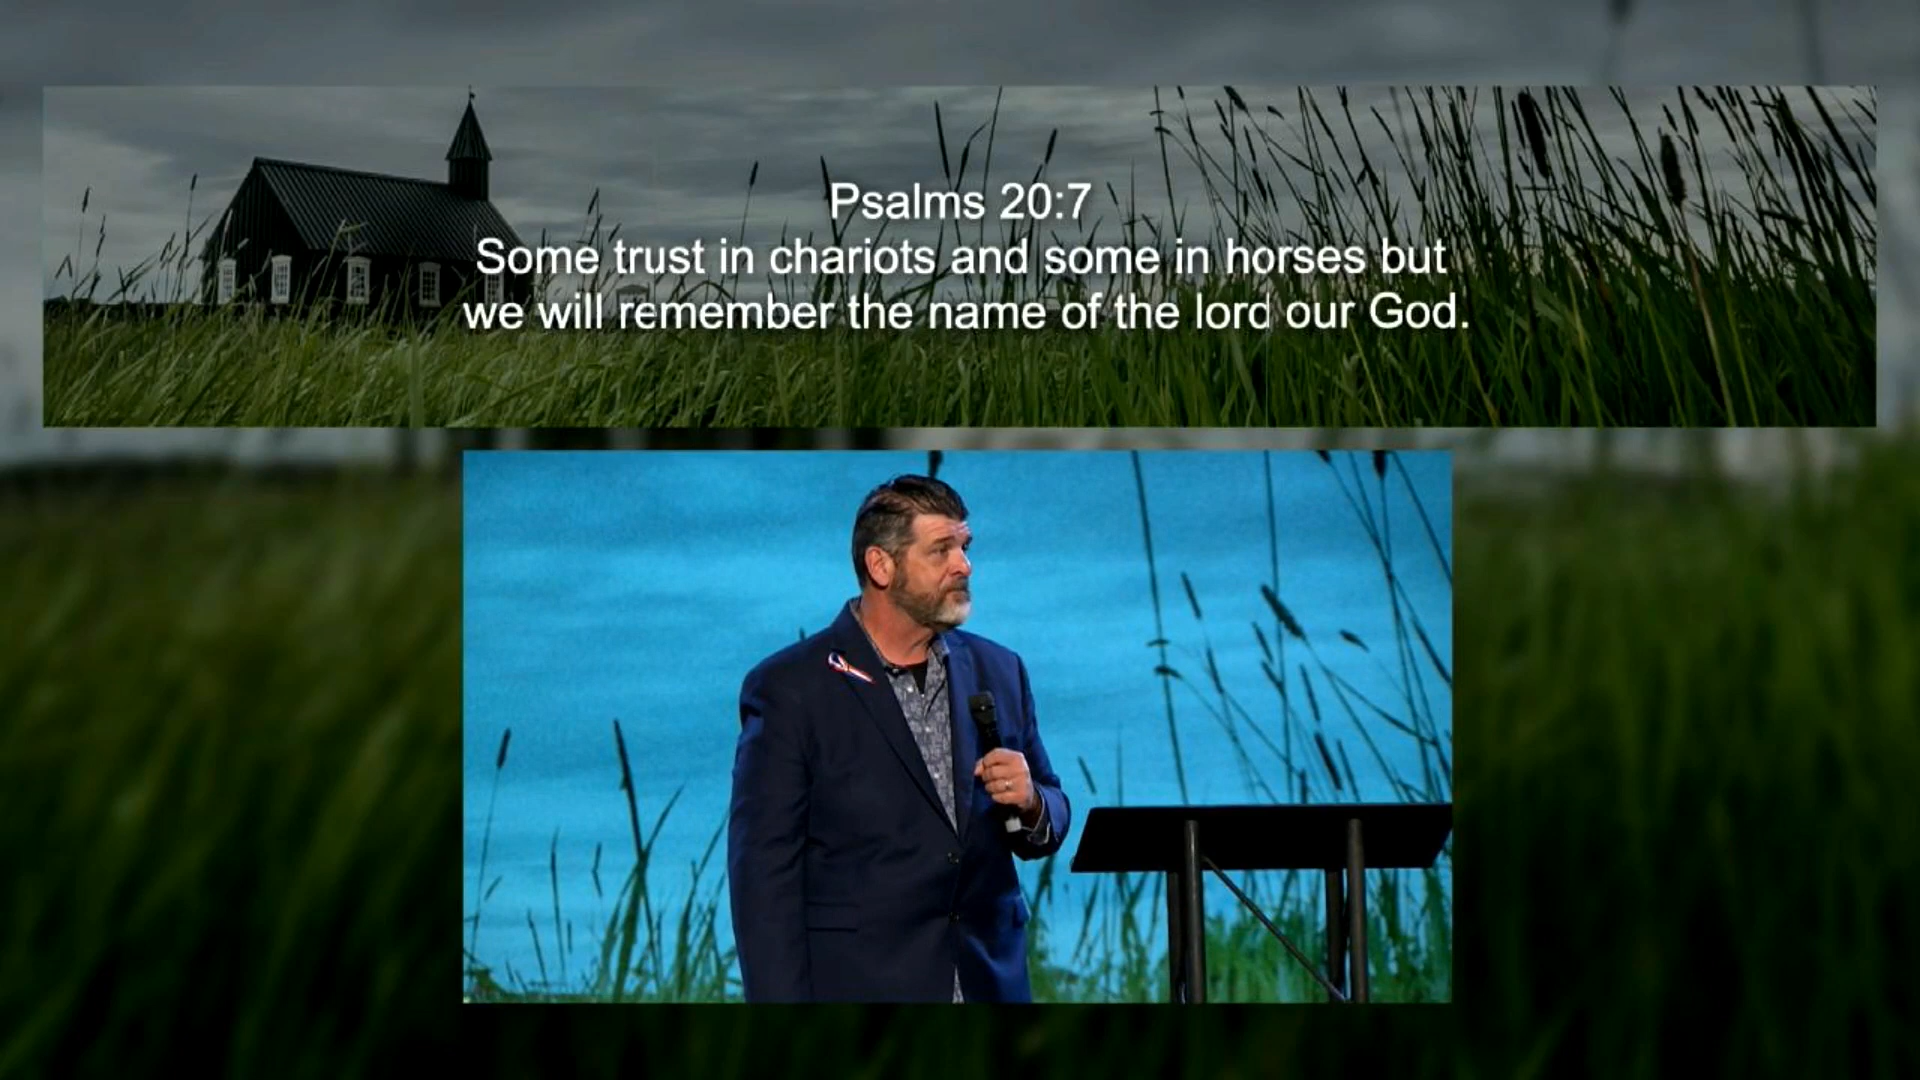 Psalms 20:7
Some trust in chariots and some in horses but
we will remember the name of the lord our God.